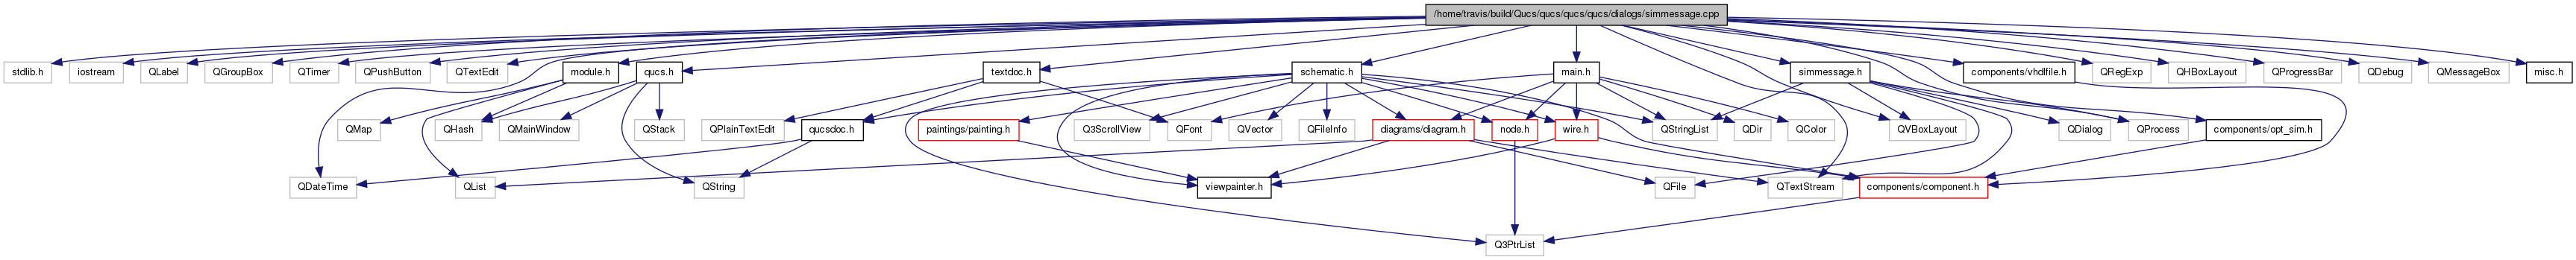 /home/travis/build/Qucs/qucs/qucs/qucs/dialogs/simmessage.cpp
stdlib.h
iostream
QLabel
QGroupBox
QTimer
QPushButton
QTextEdit
module.h
qucs.h
textdoc.h
schematic.h
main.h
simmessage.h
components/vhdlfile.h
QRegExp
QHBoxLayout
QProgressBar
QDebug
QMessageBox
misc.h
QMap
QHash
QMainWindow
QStack
QPlainTextEdit
qucsdoc.h
paintings/painting.h
Q3ScrollView
QFont
QVector
QFileInfo
diagrams/diagram.h
node.h
wire.h
QStringList
QDir
QColor
QVBoxLayout
QDialog
QProcess
components/opt_sim.h
QDateTime
QList
QString
viewpainter.h
QFile
QTextStream
components/component.h
Q3PtrList